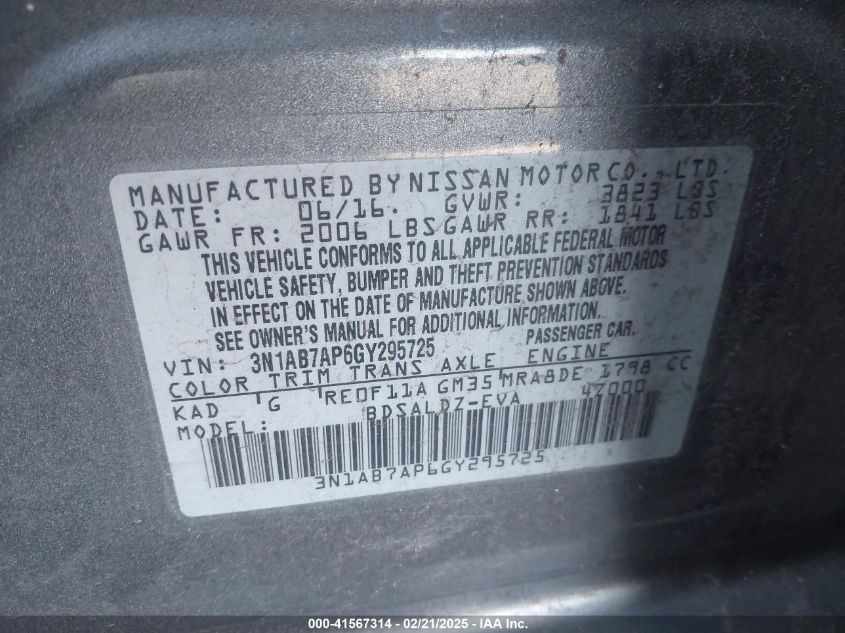 MANUFACTURED BY NISSAN MOTOR CO., LTD.
DATE: 06/16. GVWR: 3823 LBS
GAWR FR: 2006 LBS GAWR RR: 1841 LBS
THIS VEHICLE CONFORMS TO ALL APPLICABLE FEDERAL MOTOR
VEHICLE SAFETY, BUMPER AND THEFT PREVENTION STANDARDS
IN EFFECT ON THE DATE OF MANUFACTURE SHOWN ABOVE.
SEE OWNER'S MANUAL FOR ADDITIONAL INFORMATION.
VIN: 3N1AB7AP6GY295725 PASSENGER CAR.
COLOR TRIM TRANS AXLE ENGINE
KAD G RE0F11A GM35 MRA8DE 1798 CC
MODEL: BDSALDZ-EVA 47000
3N1AB7AP6GY295725
000-41567314 - 02/21/2025 - IAA Inc.